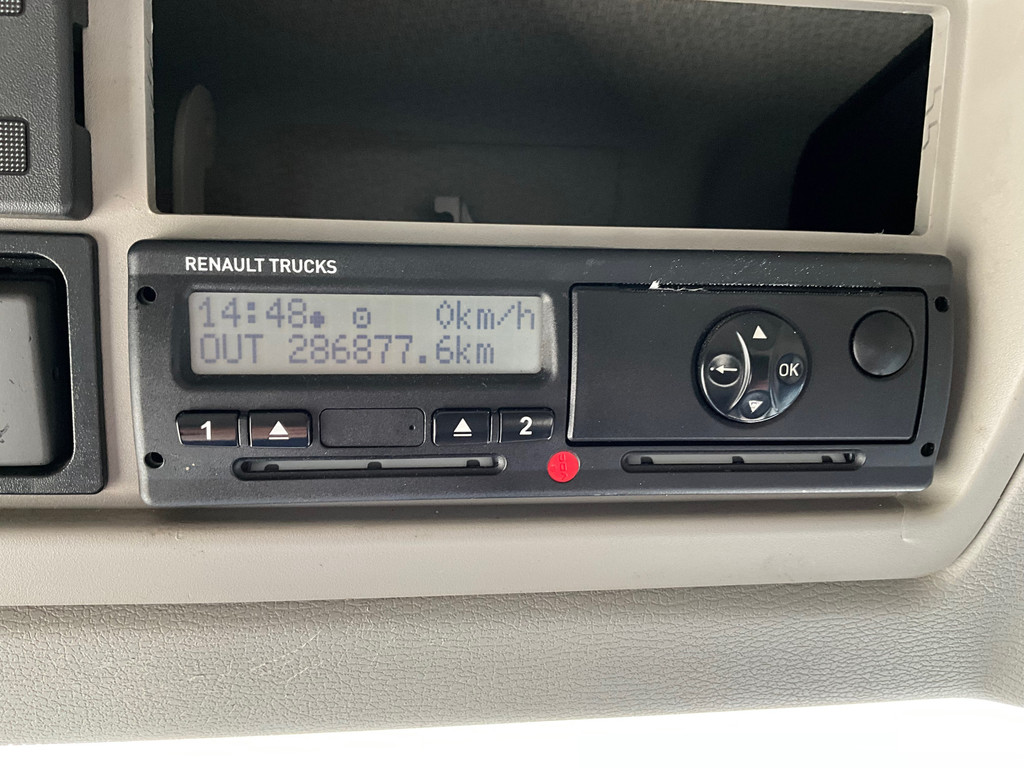 RENAULT TRUCKS
14:48 0km/h
OUT 286877.6km
1
2
OK